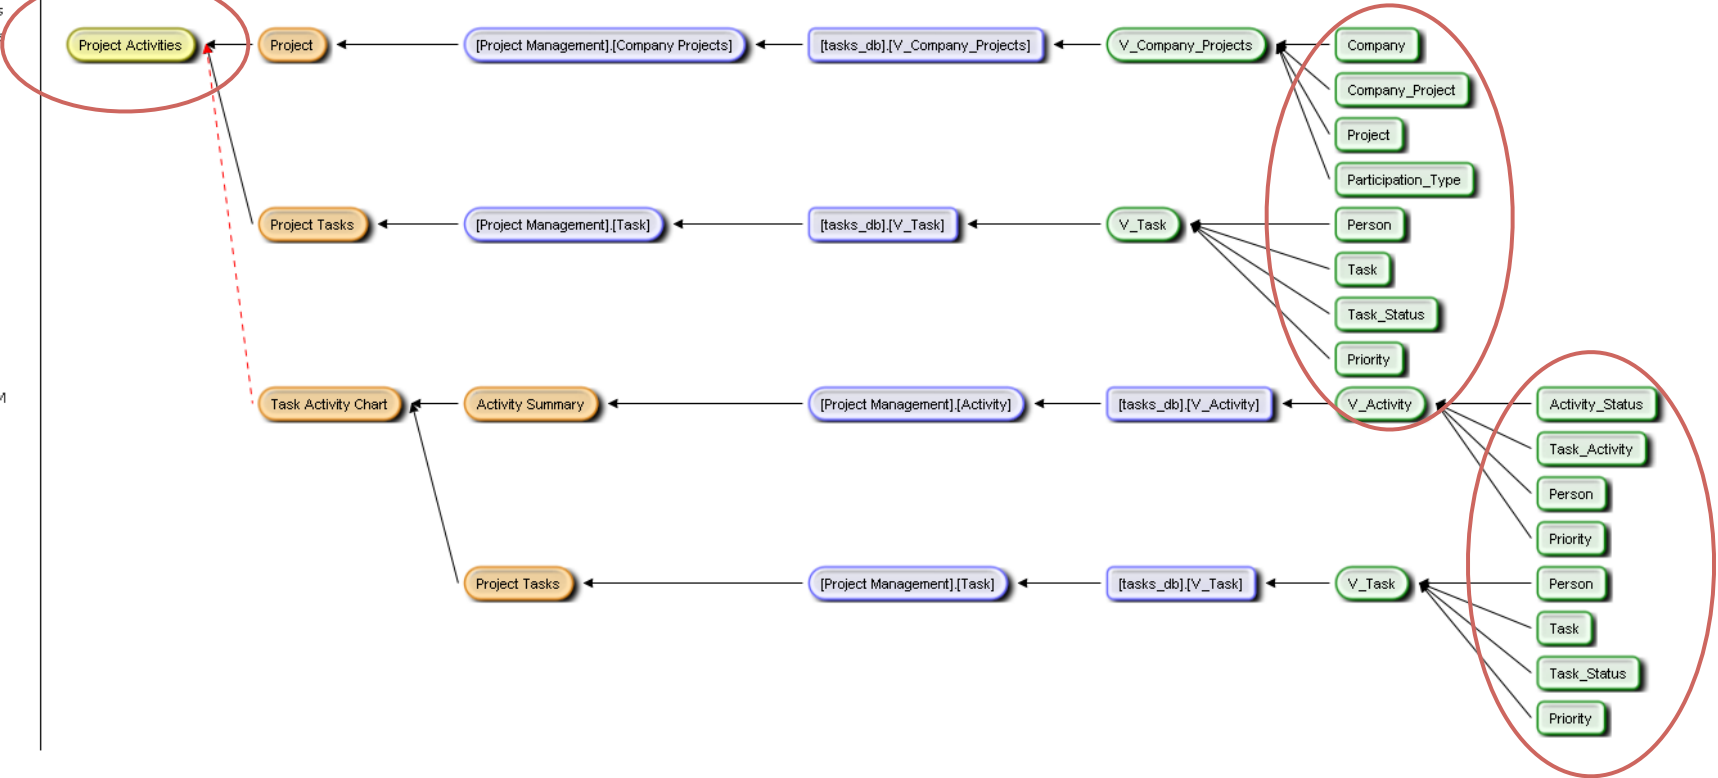 Project Activities
Project
[Project Management].[Company Projects]
[tasks_db].[V_Company_Projects]
V_Company_Projects
Company
Company_Project
Project
Participation_Type
Project Tasks
[Project Management].[Task]
[tasks_db].[V_Task]
V_Task
Person
Task
Task_Status
Priority
Task Activity Chart
Activity Summary
[Project Management].[Activity]
[tasks_db].[V_Activity]
V_Activity
Activity_Status
Task_Activity
Person
Priority
Project Tasks
[Project Management].[Task]
[tasks_db].[V_Task]
V_Task
Person
Task
Task_Status
Priority